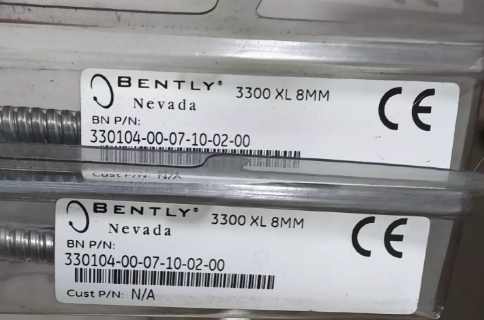 BENTLY® 3300 XL 8MM
Nevada
BN P/N:
330104-00-07-10-02-00
Cust P/N: N/A
CE
BENTLY® 3300 XL 8MM
Nevada
BN P/N:
330104-00-07-10-02-00
Cust P/N: N/A
CE